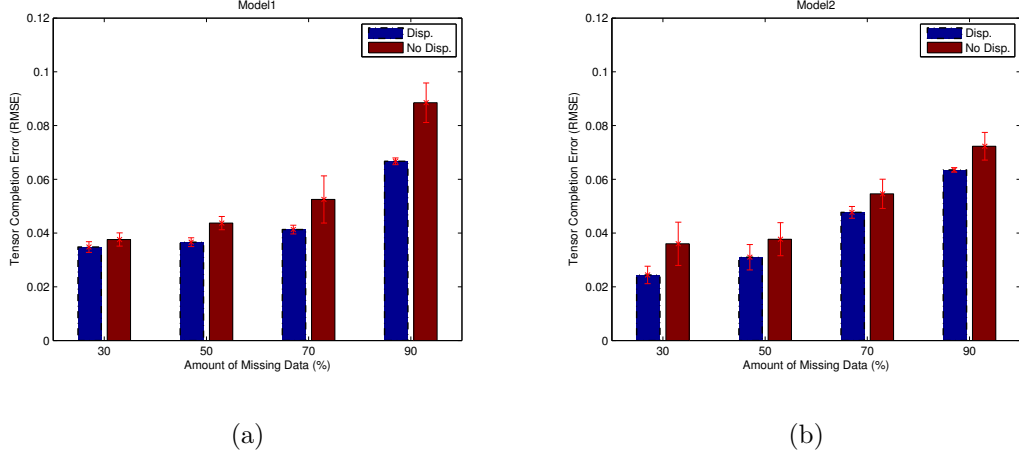 Model1
0.12
0.1
0.08
0.06
0.04
0.02
0
Tensor Completion Error (RMSE)
Disp.
No Disp.
30 50 70 90
Amount of Missing Data (%)
(a)
Model2
0.12
0.1
0.08
0.06
0.04
0.02
0
Tensor Completion Error (RMSE)
Disp.
No Disp.
30 50 70 90
Amount of Missing Data (%)
(b)